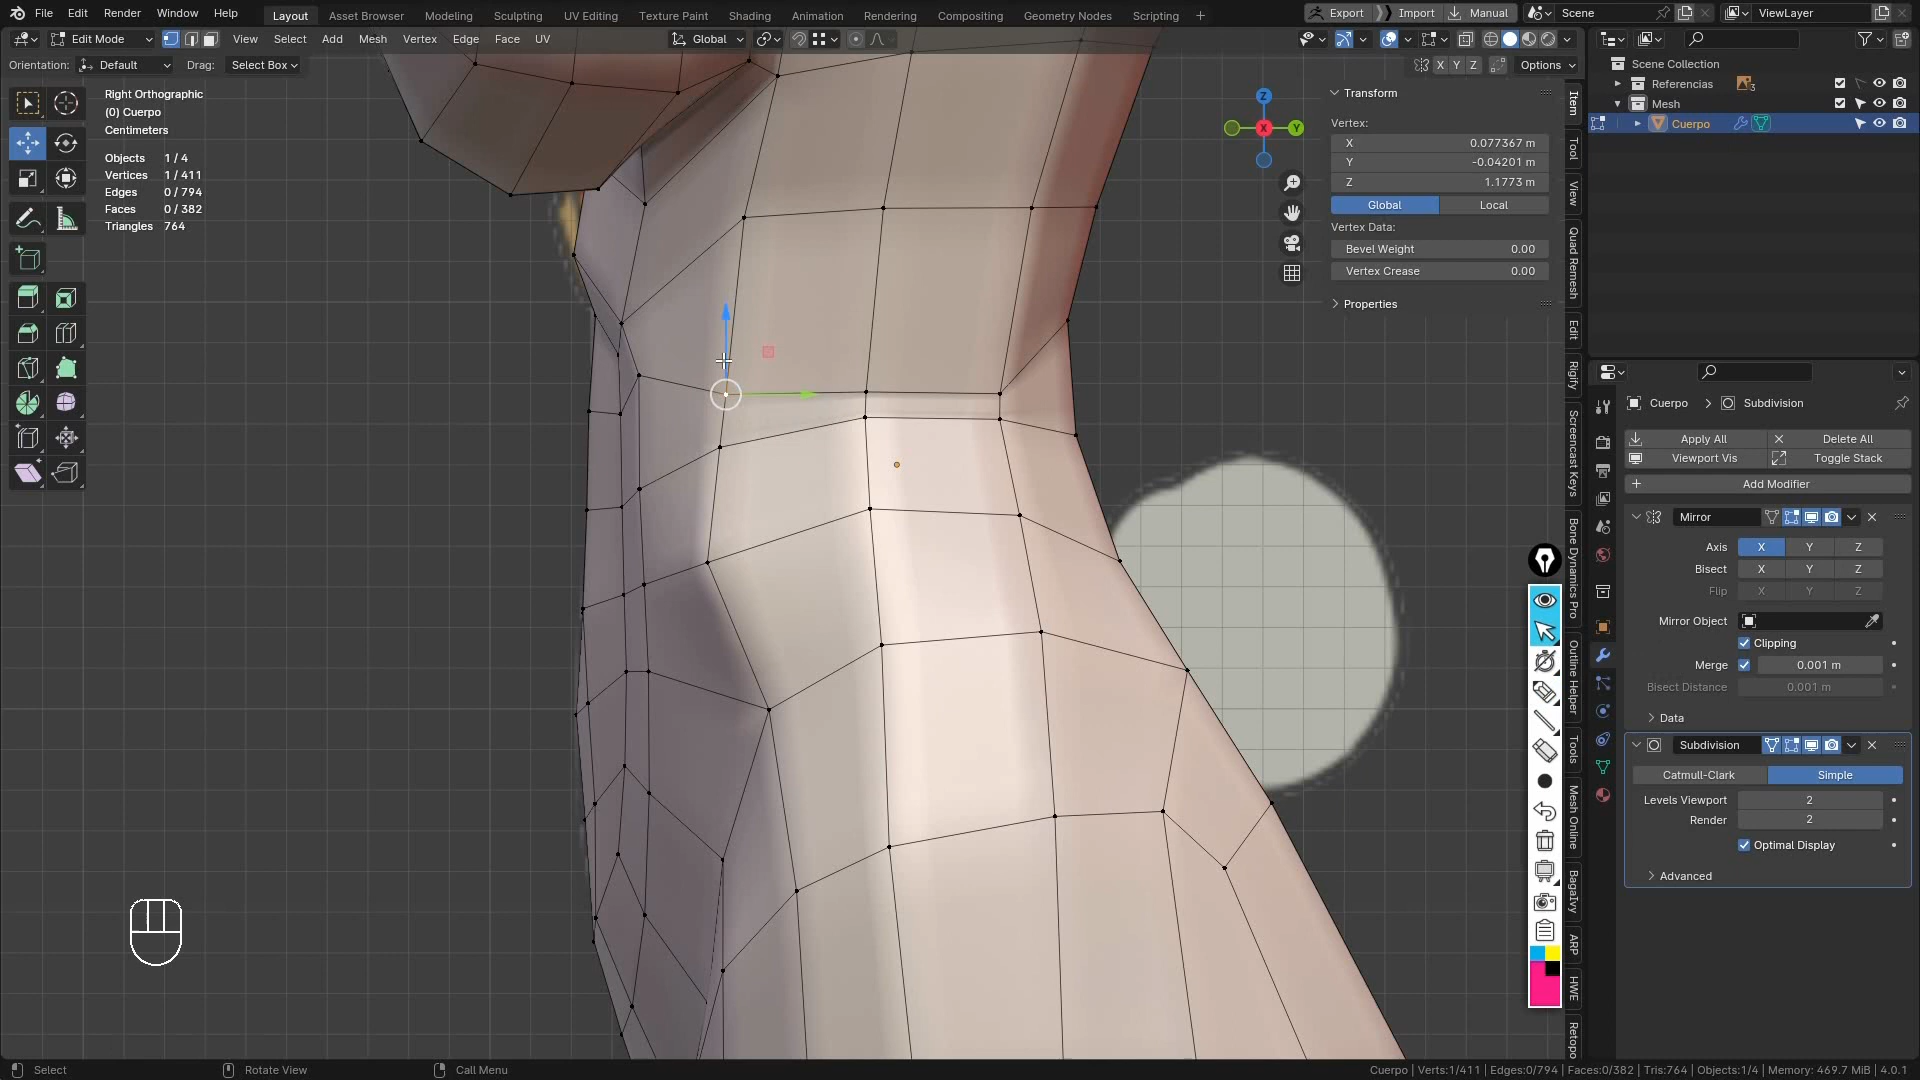 File Edit Render Window Help Layout Asset Browser Modeling Sculpting UV Editing Texture Paint Shading Animation Rendering Compositing Geometry Nodes Scripting + Export Import Manual Scene ViewLayer
Edit Mode View Select Add Mesh Vertex Edge Face UV Global
Orientation: Default Drag: Select Box X Y Z Options
Right Orthographic
(0) Cuerpo
Centimeters
Objects 1 / 4
Vertices 1 / 411
Edges 0 / 794
Faces 0 / 382
Triangles 764
Z
X
Y
Transform
Vertex:
X 0.077367 m
Y -0.04201 m
Z 1.1773 m
Global Local
Vertex Data:
Bevel Weight 0.00
Vertex Crease 0.00
Properties
Item
Tool
View
Quad Remesh
Edit
Rigify
Screencast Keys
Bone Dynamics Pro
Outline Helper
Tools
Mesh Online
BagaIvy
ARP
HWE
Retopo
Scene Collection
Referencias 3
Mesh
Cuerpo
Cuerpo > Subdivision
Apply All Delete All
Viewport Vis Toggle Stack
Add Modifier
Mirror
Axis X Y Z
Bisect X Y Z
Flip X Y Z
Mirror Object
Clipping
Merge 0.001 m
Bisect Distance 0.001 m
Data
Subdivision
Catmull-Clark Simple
Levels Viewport 2
Render 2
Optimal Display
Advanced
Select Rotate View Call Menu Cuerpo | Verts:1/411 | Edges:0/794 | Faces:0/382 | Tris:764 | Objects:1/4 | Memory: 469.7 MiB | 4.0.1